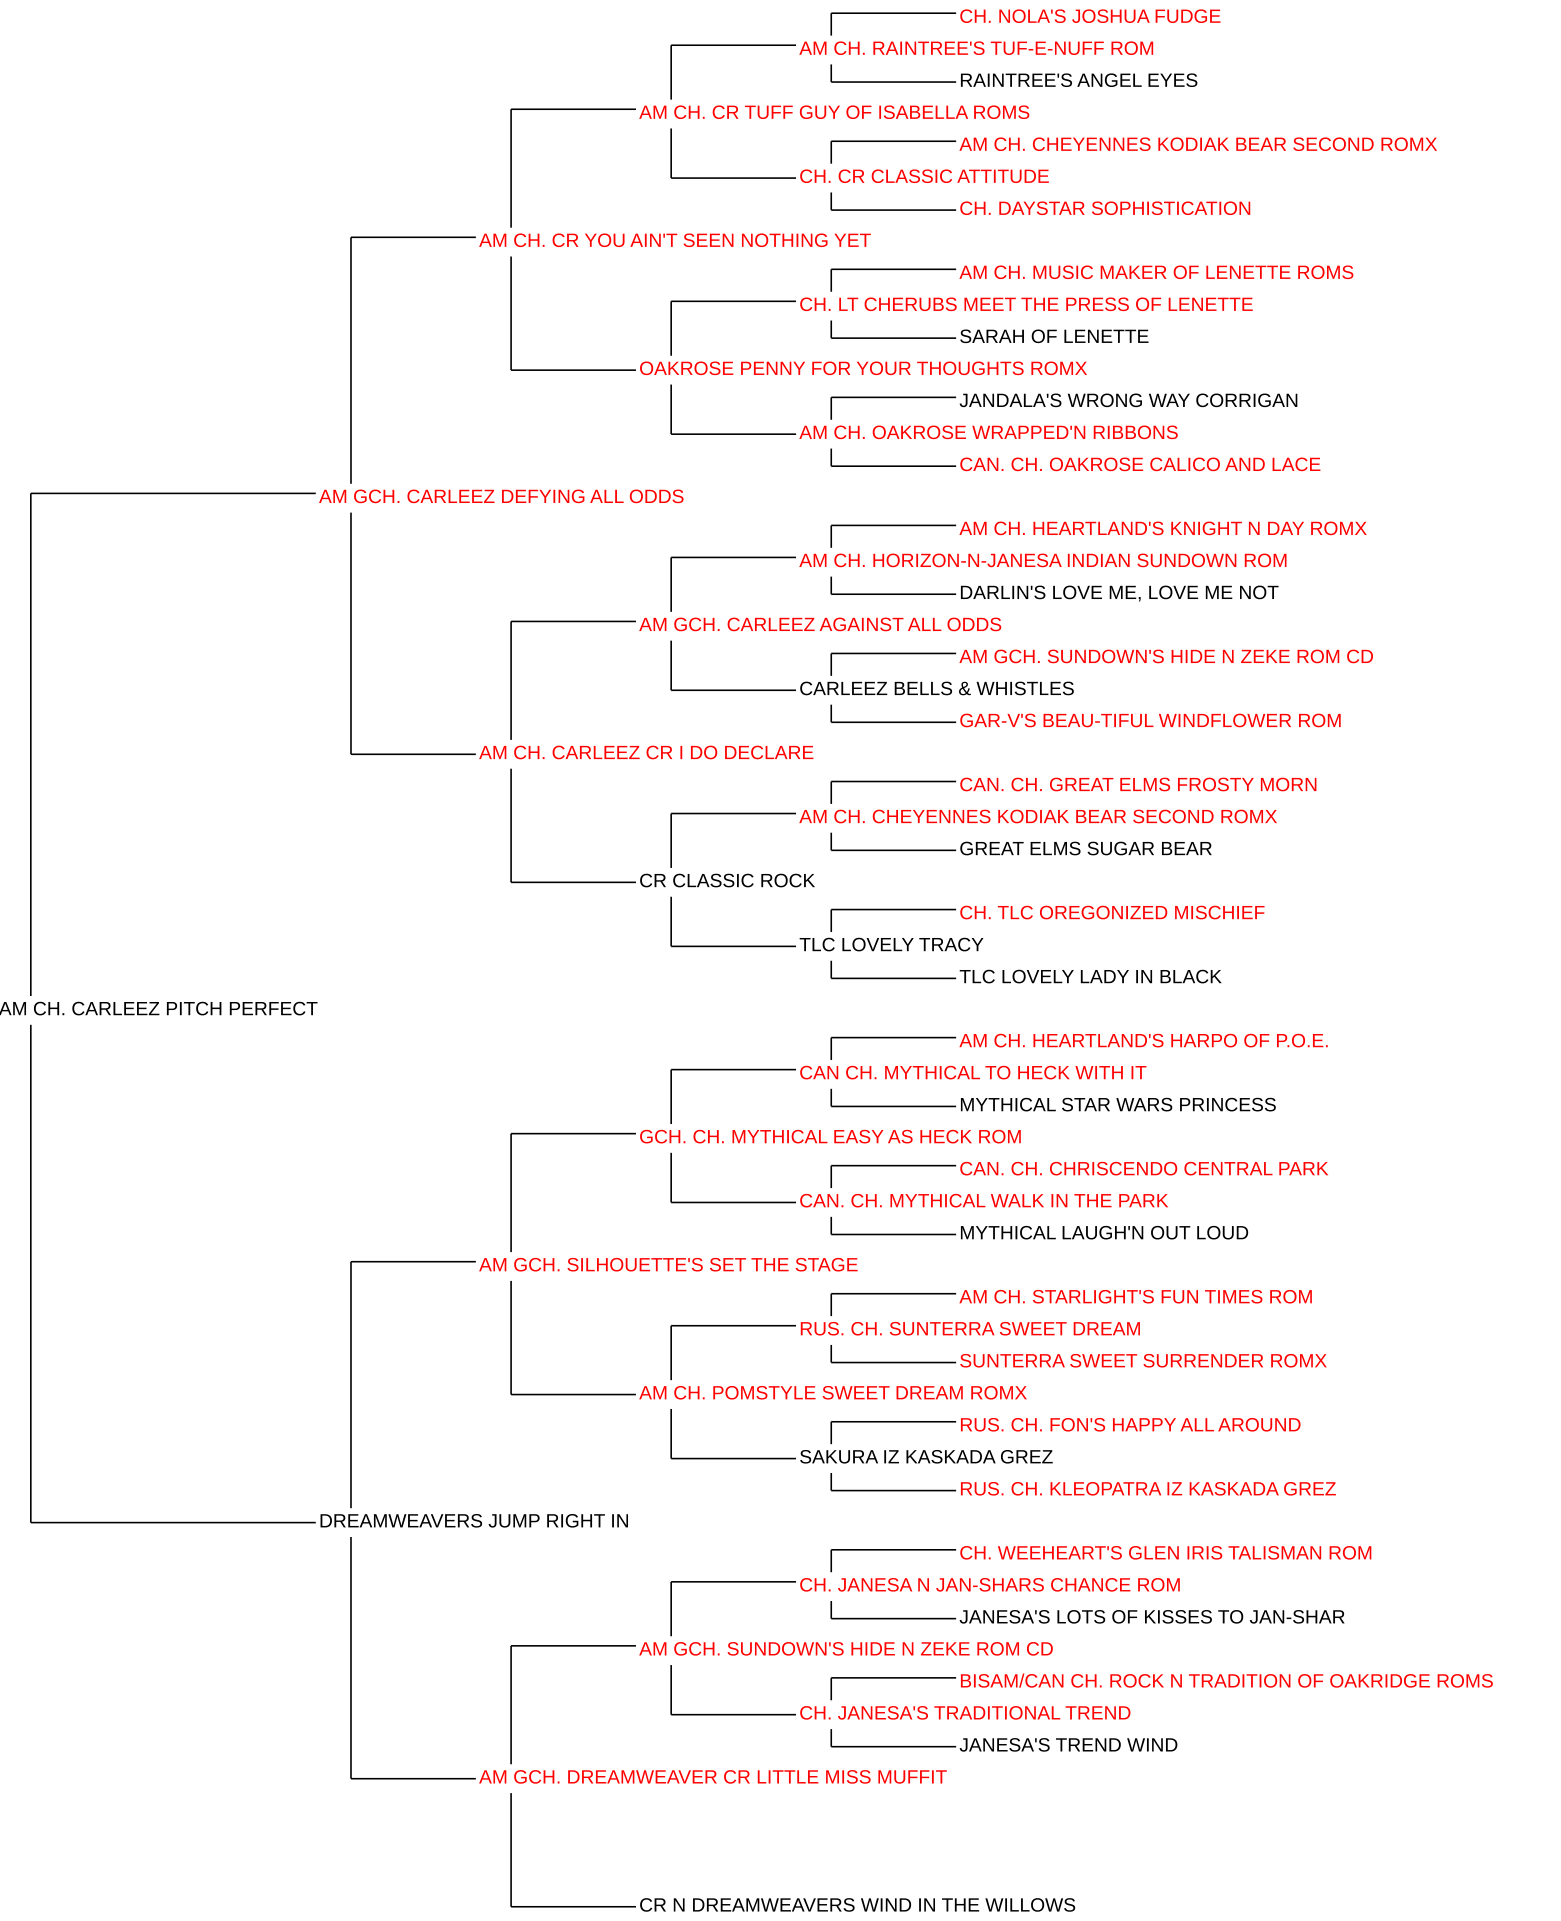 CH. NOLA'S JOSHUA FUDGE
AM CH. RAINTREE'S TUF-E-NUFF ROM
RAINTREE'S ANGEL EYES
AM CH. CR TUFF GUY OF ISABELLA ROMS
AM CH. CHEYENNES KODIAK BEAR SECOND ROMX
CH. CR CLASSIC ATTITUDE
CH. DAYSTAR SOPHISTICATION
AM CH. CR YOU AIN'T SEEN NOTHING YET
AM CH. MUSIC MAKER OF LENETTE ROMS
CH. LT CHERUBS MEET THE PRESS OF LENETTE
SARAH OF LENETTE
OAKROSE PENNY FOR YOUR THOUGHTS ROMX
JANDALA'S WRONG WAY CORRIGAN
AM CH. OAKROSE WRAPPED'N RIBBONS
CAN. CH. OAKROSE CALICO AND LACE
AM GCH. CARLEEZ DEFYING ALL ODDS
AM CH. HEARTLAND'S KNIGHT N DAY ROMX
AM CH. HORIZON-N-JANESA INDIAN SUNDOWN ROM
DARLIN'S LOVE ME, LOVE ME NOT
AM GCH. CARLEEZ AGAINST ALL ODDS
AM GCH. SUNDOWN'S HIDE N ZEKE ROM CD
CARLEEZ BELLS & WHISTLES
GAR-V'S BEAU-TIFUL WINDFLOWER ROM
AM CH. CARLEEZ CR I DO DECLARE
CAN. CH. GREAT ELMS FROSTY MORN
AM CH. CHEYENNES KODIAK BEAR SECOND ROMX
GREAT ELMS SUGAR BEAR
CR CLASSIC ROCK
CH. TLC OREGONIZED MISCHIEF
TLC LOVELY TRACY
TLC LOVELY LADY IN BLACK
AM CH. CARLEEZ PITCH PERFECT
AM CH. HEARTLAND'S HARPO OF P.O.E.
CAN CH. MYTHICAL TO HECK WITH IT
MYTHICAL STAR WARS PRINCESS
GCH. CH. MYTHICAL EASY AS HECK ROM
CAN. CH. CHRISCENDO CENTRAL PARK
CAN. CH. MYTHICAL WALK IN THE PARK
MYTHICAL LAUGH'N OUT LOUD
AM GCH. SILHOUETTE'S SET THE STAGE
AM CH. STARLIGHT'S FUN TIMES ROM
RUS. CH. SUNTERRA SWEET DREAM
SUNTERRA SWEET SURRENDER ROMX
AM CH. POMSTYLE SWEET DREAM ROMX
RUS. CH. FON'S HAPPY ALL AROUND
SAKURA IZ KASKADA GREZ
RUS. CH. KLEOPATRA IZ KASKADA GREZ
DREAMWEAVERS JUMP RIGHT IN
CH. WEEHEART'S GLEN IRIS TALISMAN ROM
CH. JANESA N JAN-SHARS CHANCE ROM
JANESA'S LOTS OF KISSES TO JAN-SHAR
AM GCH. SUNDOWN'S HIDE N ZEKE ROM CD
BISAM/CAN CH. ROCK N TRADITION OF OAKRIDGE ROMS
CH. JANESA'S TRADITIONAL TREND
JANESA'S TREND WIND
AM GCH. DREAMWEAVER CR LITTLE MISS MUFFIT
CR N DREAMWEAVERS WIND IN THE WILLOWS